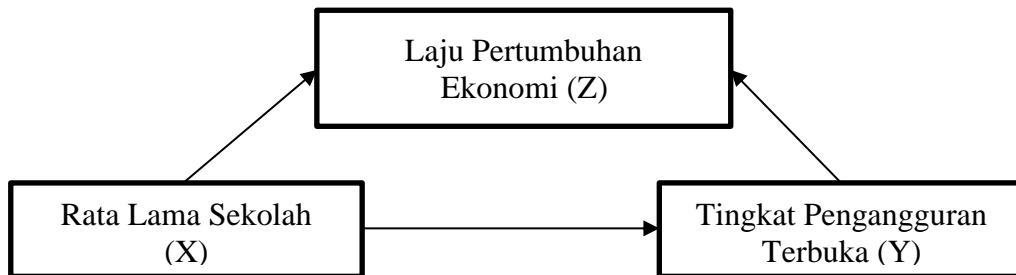 Laju Pertumbuhan
Ekonomi (Z)
Rata Lama Sekolah
(X)
Tingkat Pengangguran
Terbuka (Y)